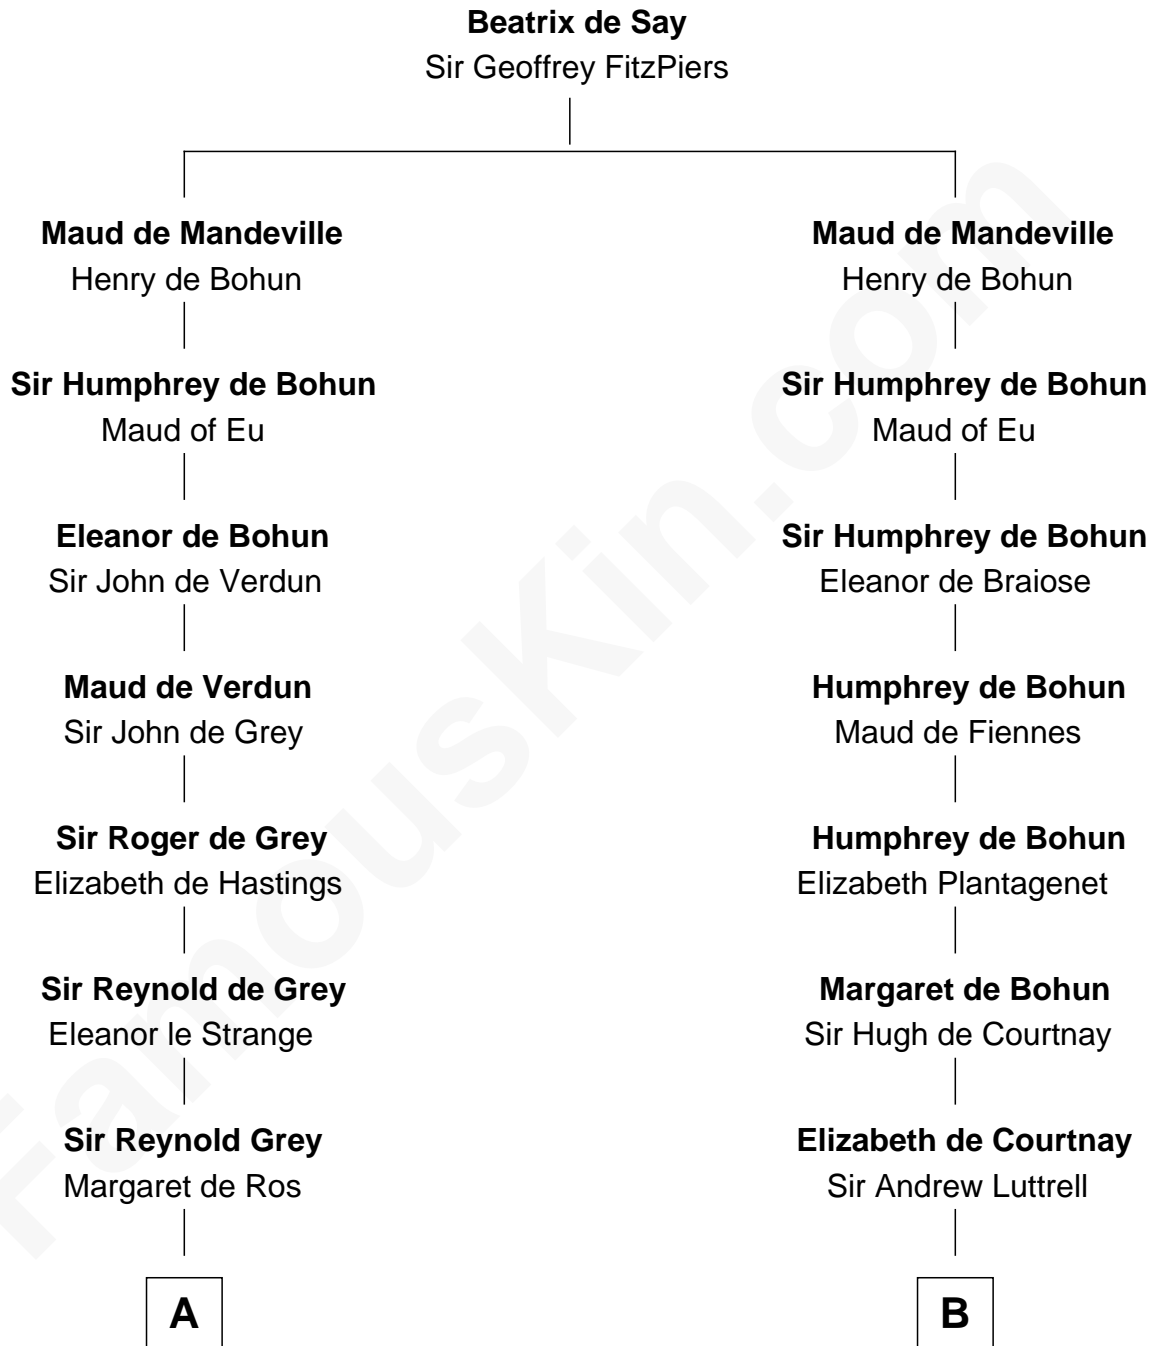 Beatrix de Say
Sir Geoffrey FitzPiers
Maud de Mandeville
Henry de Bohun
Sir Humphrey de Bohun
Maud of Eu
Eleanor de Bohun
Sir John de Verdun
Maud de Verdun
Sir John de Grey
Sir Roger de Grey
Elizabeth de Hastings
Sir Reynold de Grey
Eleanor le Strange
Sir Reynold Grey
Margaret de Ros
A
Maud de Mandeville
Henry de Bohun
Sir Humphrey de Bohun
Maud of Eu
Sir Humphrey de Bohun
Eleanor de Braiose
Humphrey de Bohun
Maud de Fiennes
Humphrey de Bohun
Elizabeth Plantagenet
Margaret de Bohun
Sir Hugh de Courtnay
Elizabeth de Courtnay
Sir Andrew Luttrell
B
FamousKin.com